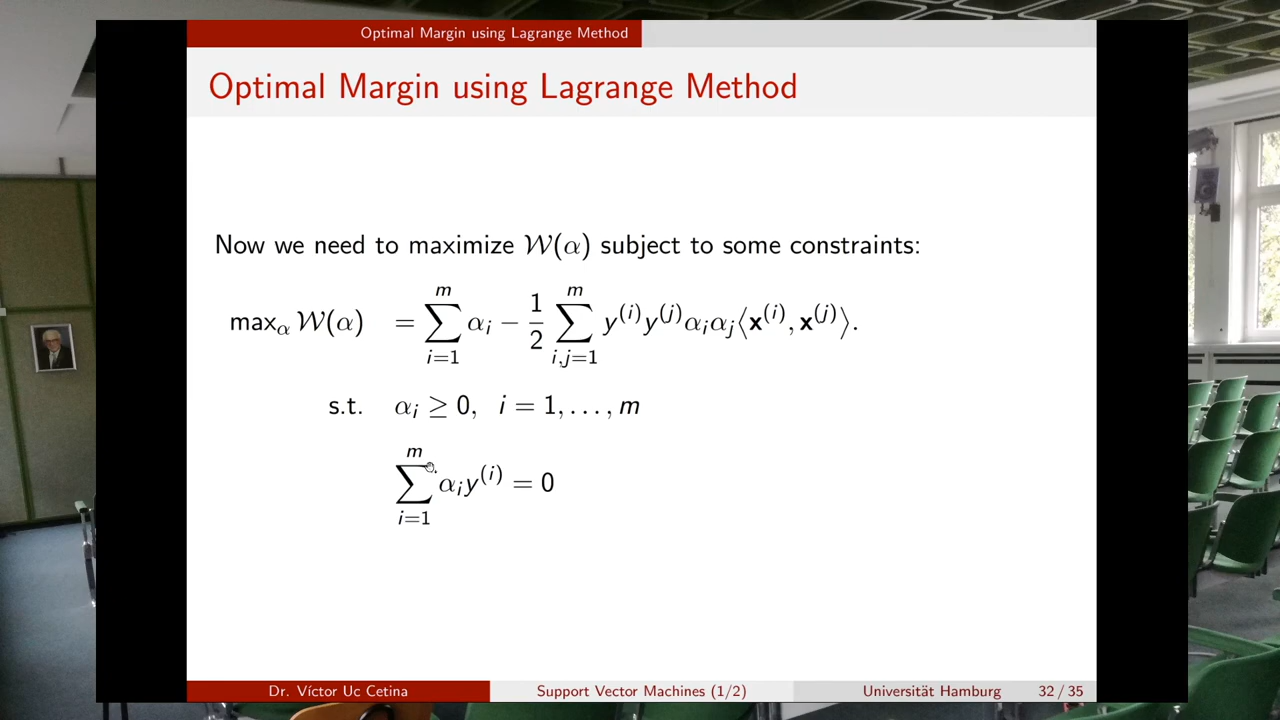 Optimal Margin using Lagrange Method
Optimal Margin using Lagrange Method
Now we need to maximize 𝒲(α) subject to some constraints:
max_α 𝒲(α) = ∑_{i=1}^{m} α_i − \frac{1}{2} ∑_{i,j=1}^{m} y^{(i)} y^{(j)} α_i α_j ⟨𝐱^{(i)}, 𝐱^{(j)}⟩.
s.t. α_i ≥ 0, i = 1, . . . , m
∑_{i=1}^{m} α_i y^{(i)} = 0
Dr. Víctor Uc Cetina Support Vector Machines (1/2) Universität Hamburg 32 / 35